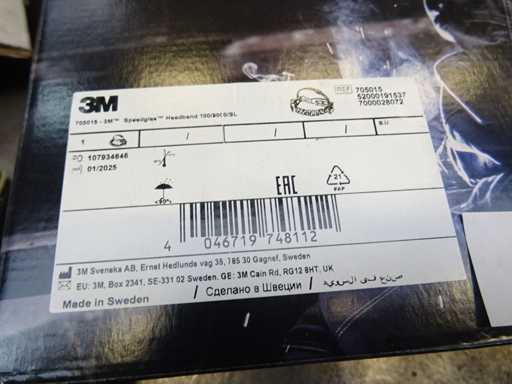 3M
705015 - 3M™ Speedglas™ Headband 100/9000/SL
REF 705015
52000191537
7000028072
1 / / /
107934646
01/2025
EAC
21
PAP
4 046719 748112
3M Svenska AB, Ernst Hedlunds väg 35, 785 30 Gagnef, Sweden
EU: 3M, Box 2341, SE-331 02 Sweden. GB: 3M Cain Rd, RG12 8HT, UK
Made in Sweden / Сделано в Швеции / صنع في السويد